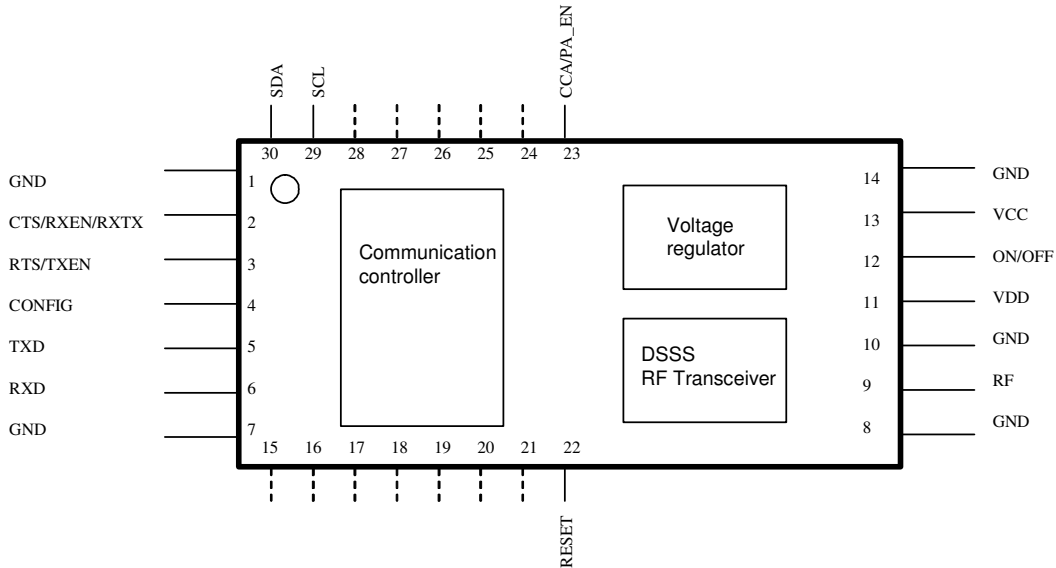 SDA
SCL
CCA/PA_EN
30 29 28 27 26 25 24 23
GND 1
CTS/RXEN/RXTX 2
RTS/TXEN 3
CONFIG 4
TXD 5
RXD 6
GND 7
Communication
controller
Voltage
regulator
DSSS
RF Transceiver
14 GND
13 VCC
12 ON/OFF
11 VDD
10 GND
9 RF
8 GND
15 16 17 18 19 20 21 22
RESET